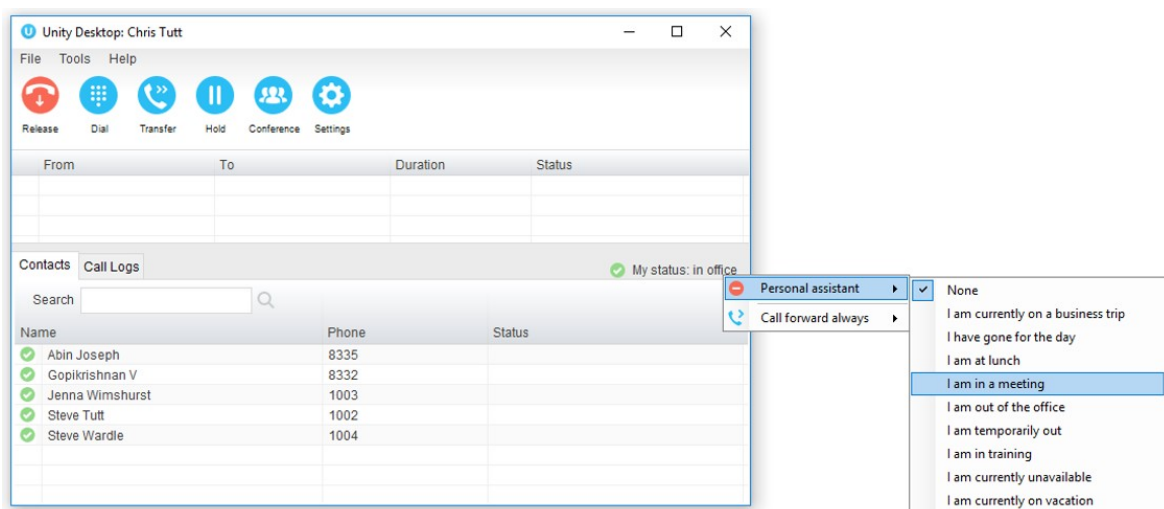 Unity Desktop: Chris Tutt
File Tools Help
Release Dial Transfer Hold Conference Settings
From To Duration Status
Contacts Call Logs
My status: in office
Search
Name Phone Status
Abin Joseph 8335
Gopikrishnan V 8332
Jenna Wimshurst 1003
Steve Tutt 1002
Steve Wardle 1004
Personal assistant
Call forward always
None
I am currently on a business trip
I have gone for the day
I am at lunch
I am in a meeting
I am out of the office
I am temporarily out
I am in training
I am currently unavailable
I am currently on vacation